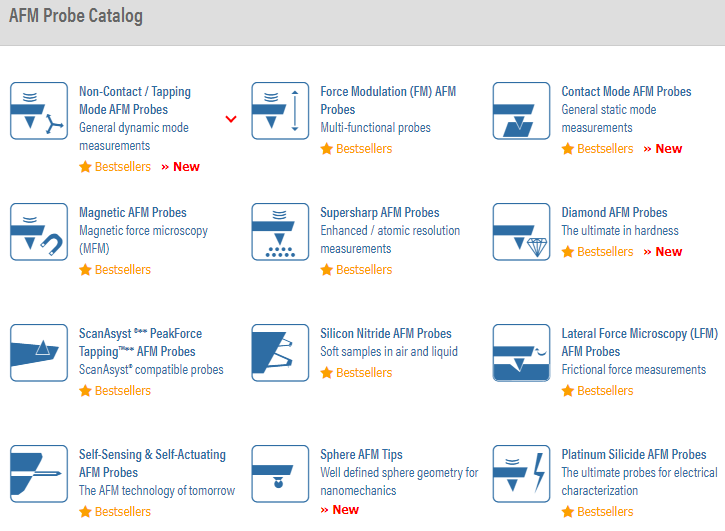 AFM Probe Catalog
Non-Contact / Tapping
Mode AFM Probes
General dynamic mode
measurements
Bestsellers » New
Force Modulation (FM) AFM
Probes
Multi-functional probes
Bestsellers
Contact Mode AFM Probes
General static mode
measurements
Bestsellers » New
Magnetic AFM Probes
Magnetic force microscopy
(MFM)
Bestsellers
Supersharp AFM Probes
Enhanced / atomic resolution
measurements
Bestsellers
Diamond AFM Probes
The ultimate in hardness
Bestsellers » New
ScanAsyst®** PeakForce
Tapping™** AFM Probes
ScanAsyst® compatible probes
Bestsellers
Silicon Nitride AFM Probes
Soft samples in air and liquid
Bestsellers
Lateral Force Microscopy (LFM)
AFM Probes
Frictional force measurements
Bestsellers
Self-Sensing & Self-Actuating
AFM Probes
The AFM technology of tomorrow
Bestsellers
Sphere AFM Tips
Well defined sphere geometry for
nanomechanics
» New
Platinum Silicide AFM Probes
The ultimate probes for electrical
characterization
Bestsellers